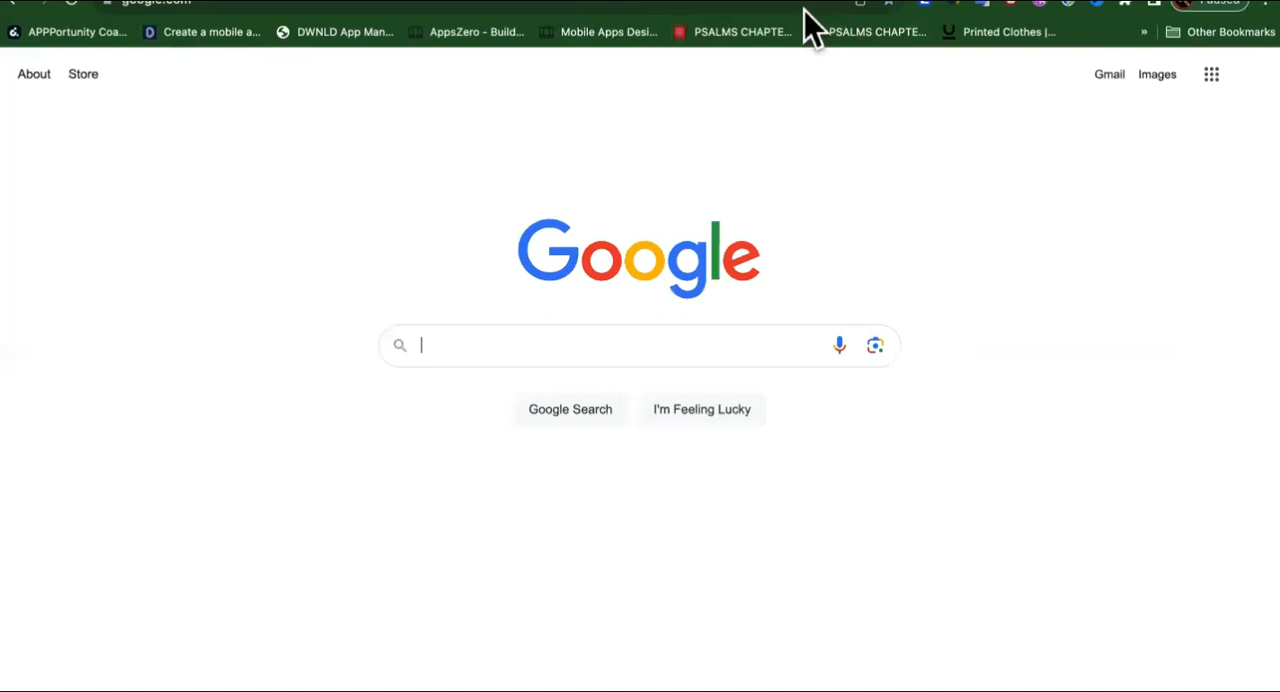 google.com
Paused
APPPortunity Coa...
Create a mobile a...
DWNLD App Man...
AppsZero - Build...
Mobile Apps Desi...
PSALMS CHAPTE...
PSALMS CHAPTE...
Printed Clothes |...
»
Other Bookmarks
About
Store
Gmail
Images
Google
Google Search
I'm Feeling Lucky